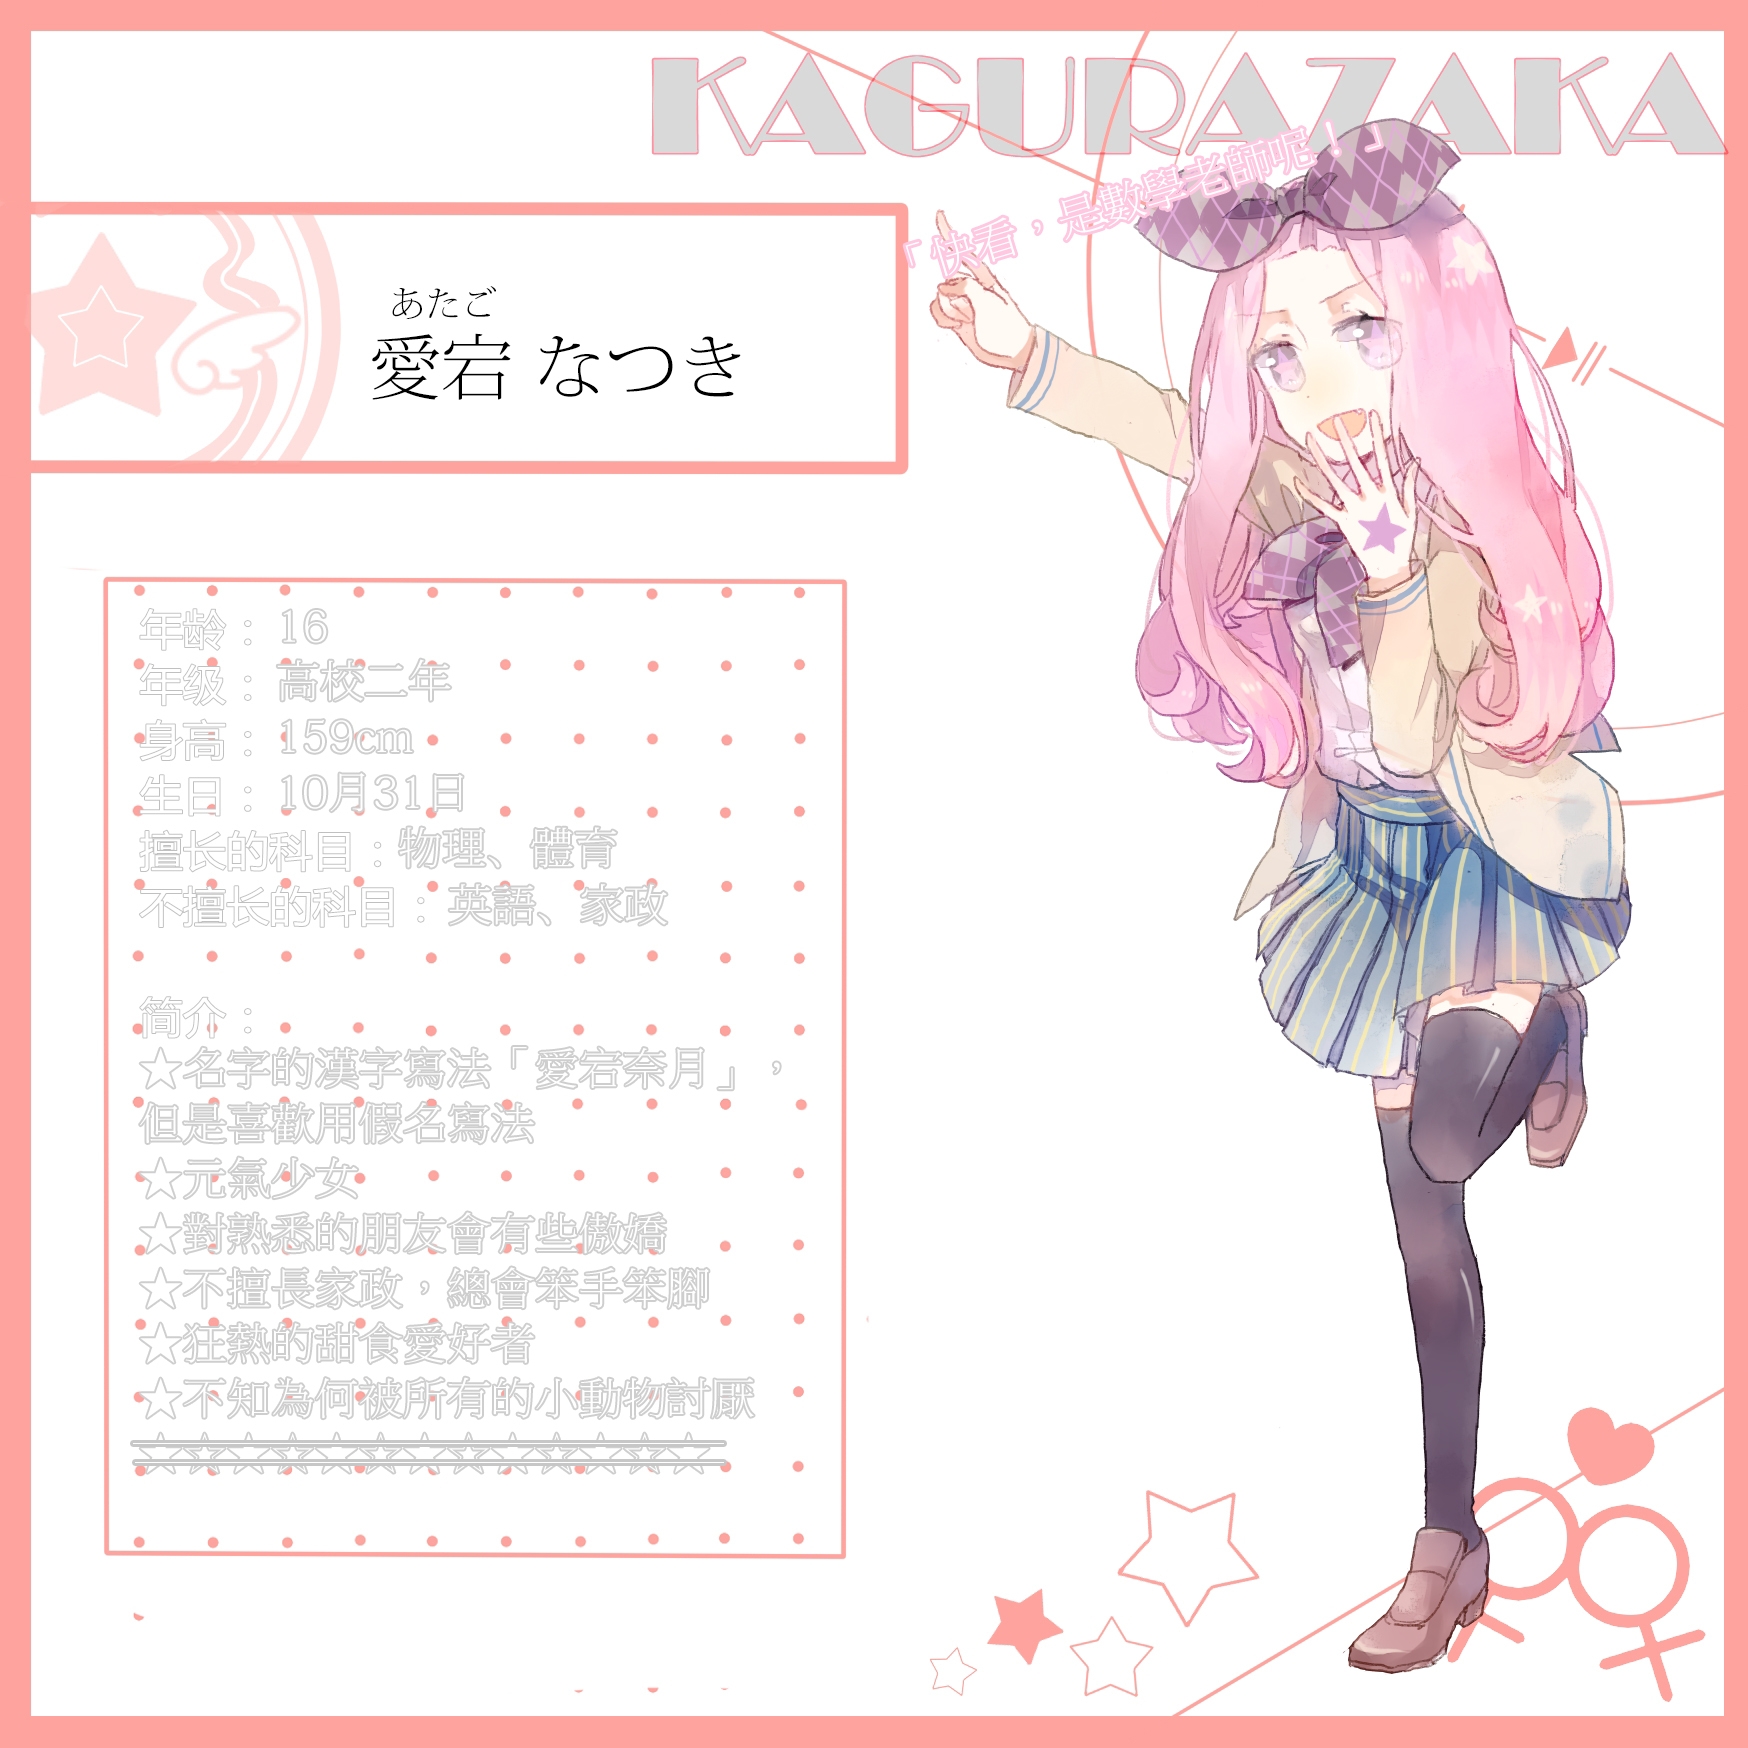 KAGURAZAKA
「快看，是數學老師呢！」
あたご
愛宕 なつき
年龄：16
年级：高校二年
身高：159cm
生日：10月31日
擅长的科目：物理、體育
不擅长的科目：英語、家政
简介：
★名字的漢字寫法「愛宕奈月」，
但是喜歡用假名寫法
★元氣少女
★對熟悉的朋友會有些傲嬌
★不擅長家政，總會笨手笨腳
★狂熱的甜食愛好者
★不知為何被所有的小動物討厭
☆☆☆☆☆☆☆☆☆☆☆☆☆